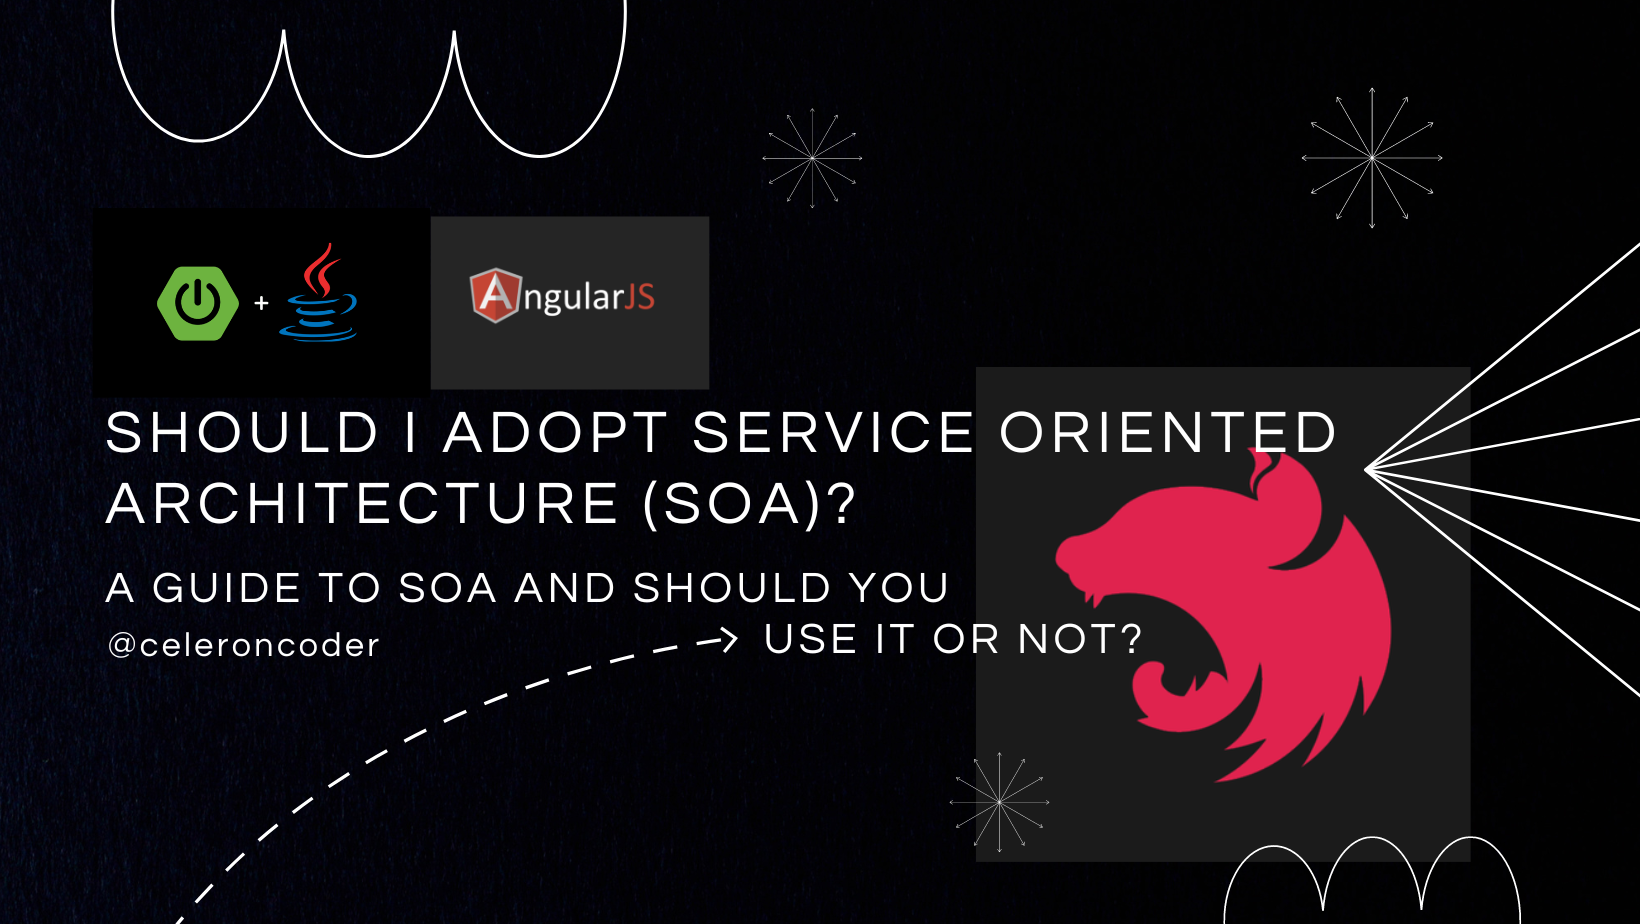 +
AngularJS
SHOULD I ADOPT SERVICE ORIENTED
ARCHITECTURE (SOA)?
A GUIDE TO SOA AND SHOULD YOU
USE IT OR NOT?
@celeroncoder